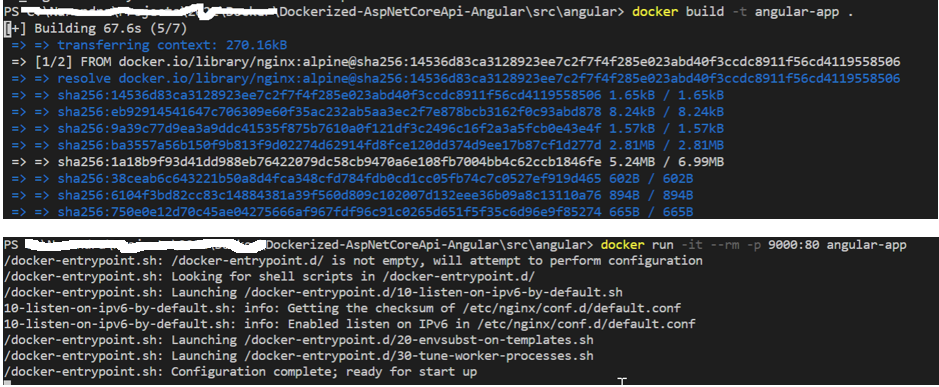 PS Dockerized-AspNetCoreApi-Angular\src\angular> docker build -t angular-app .
[+] Building 67.6s (5/7)
=> => transferring context: 270.16kB
=> [1/2] FROM docker.io/library/nginx:alpine@sha256:14536d83ca3128923ee7c2f7f4f285e023abd40f3ccdc8911f56cd4119558506
=> => resolve docker.io/library/nginx:alpine@sha256:14536d83ca3128923ee7c2f7f4f285e023abd40f3ccdc8911f56cd4119558506
=> => sha256:14536d83ca3128923ee7c2f7f4f285e023abd40f3ccdc8911f56cd4119558506 1.65kB / 1.65kB
=> => sha256:eb92914541647c706309e60f35ac232ab5aa3ec2f7e878bcb3162f0c93abd878 8.24kB / 8.24kB
=> => sha256:9a39c77d9ea3a9ddc41535f875b7610a0f121df3c2496c16f2a3a5fcb0e43e4f 1.57kB / 1.57kB
=> => sha256:ba3557a56b150f9b813f9d02274d62914fd8fce120dd374d9ee17b87cf1d277d 2.81MB / 2.81MB
=> => sha256:1a18b9f93d41dd988eb76422079dc58cb9470a6e108fb7004bb4c62ccb1846fe 5.24MB / 6.99MB
=> => sha256:38ceab6c643221b50a8d4fca348cfd784fdb0cd1cc05fb74c7c0527ef919d465 602B / 602B
=> => sha256:6104f3bd82cc83c14884381a39f560d809c102007d132eee36b09a8c13110a76 894B / 894B
=> => sha256:750e0e12d70c45ae04275666af967fdf96c91c0265d651f5f35c6d96e9f85274 665B / 665B
PS Dockerized-AspNetCoreApi-Angular\src\angular> docker run -it --rm -p 9000:80 angular-app
/docker-entrypoint.sh: /docker-entrypoint.d/ is not empty, will attempt to perform configuration
/docker-entrypoint.sh: Looking for shell scripts in /docker-entrypoint.d/
/docker-entrypoint.sh: Launching /docker-entrypoint.d/10-listen-on-ipv6-by-default.sh
10-listen-on-ipv6-by-default.sh: info: Getting the checksum of /etc/nginx/conf.d/default.conf
10-listen-on-ipv6-by-default.sh: info: Enabled listen on IPv6 in /etc/nginx/conf.d/default.conf
/docker-entrypoint.sh: Launching /docker-entrypoint.d/20-envsubst-on-templates.sh
/docker-entrypoint.sh: Launching /docker-entrypoint.d/30-tune-worker-processes.sh
/docker-entrypoint.sh: Configuration complete; ready for start up